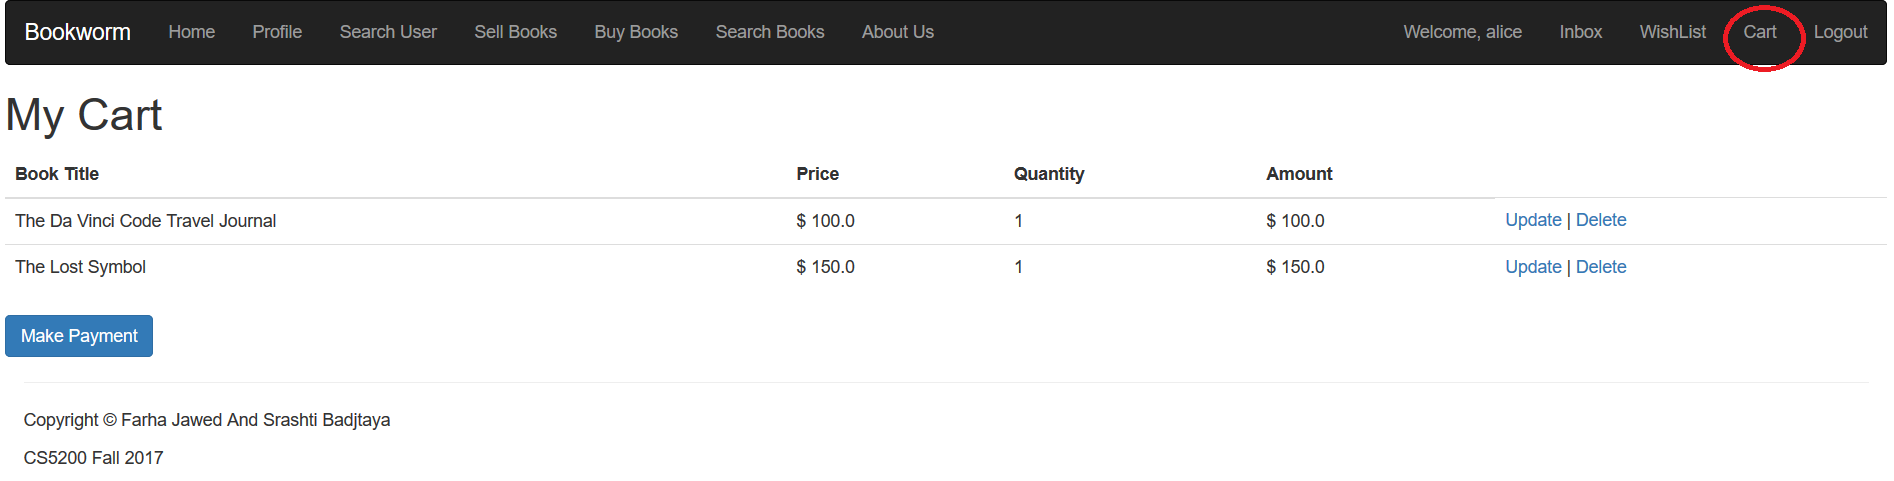 Bookworm Home Profile Search User Sell Books Buy Books Search Books About Us Welcome, alice Inbox WishList Cart Logout
My Cart
Book Title Price Quantity Amount
The Da Vinci Code Travel Journal $ 100.0 1 $ 100.0 Update | Delete
The Lost Symbol $ 150.0 1 $ 150.0 Update | Delete
Make Payment
Copyright © Farha Jawed And Srashti Badjtaya
CS5200 Fall 2017